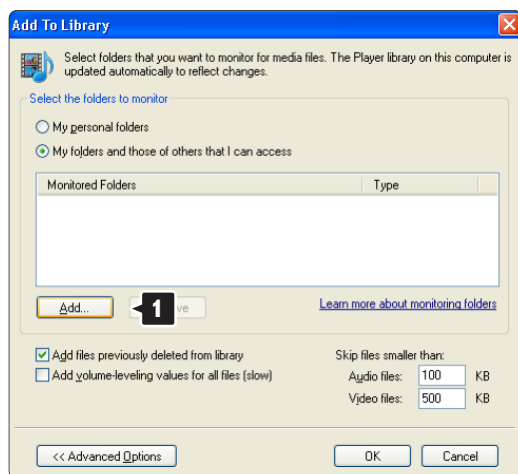 Add To Library
Select folders that you want to monitor for media files. The Player library on this computer is
updated automatically to reflect changes.
Select the folders to monitor
My personal folders
My folders and those of others that I can access
Monitored Folders Type
Add... 1 Learn more about monitoring folders
Add files previously deleted from library Skip files smaller than:
Add volume-leveling values for all files (slow) Audio files: 100 KB
Video files: 500 KB
<< Advanced Options OK Cancel